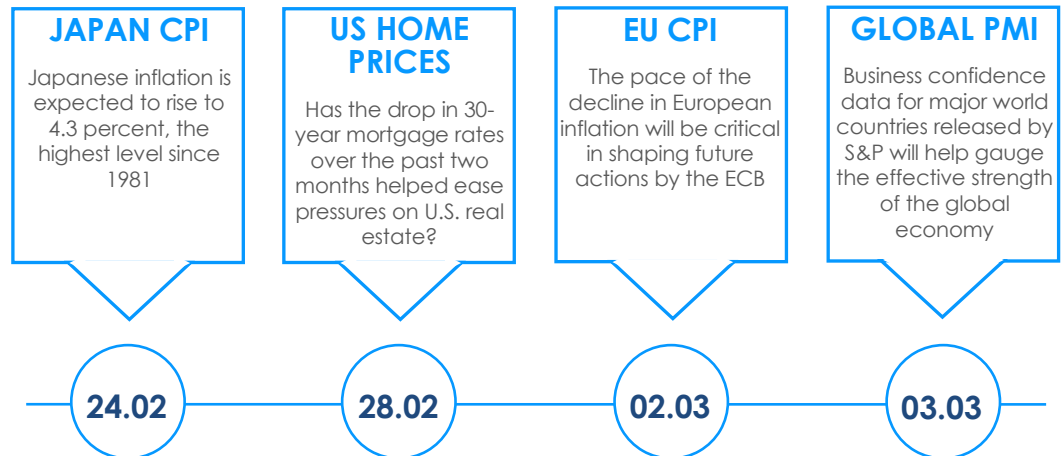 JAPAN CPI
Japanese inflation is
expected to rise to
4.3 percent, the
highest level since
1981
US HOME
PRICES
Has the drop in 30-
year mortgage rates
over the past two
months helped ease
pressures on U.S. real
estate?
EU CPI
The pace of the
decline in European
inflation will be critical
in shaping future
actions by the ECB
GLOBAL PMI
Business confidence
data for major world
countries released by
S&P will help gauge
the effective strength
of the global
economy
24.02
28.02
02.03
03.03